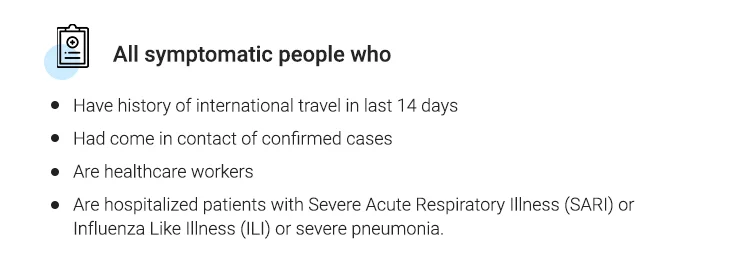 All symptomatic people who
• Have history of international travel in last 14 days
• Had come in contact of confirmed cases
• Are healthcare workers
• Are hospitalized patients with Severe Acute Respiratory Illness (SARI) or
Influenza Like Illness (ILI) or severe pneumonia.